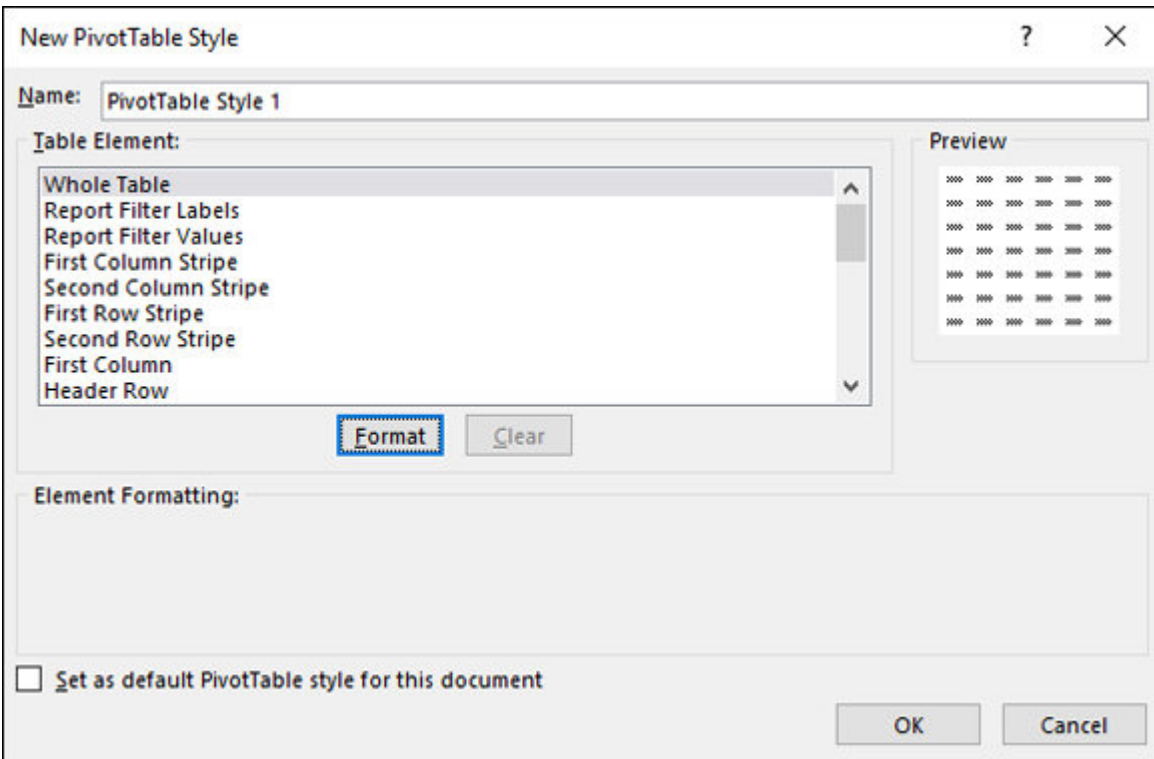 New PivotTable Style
?
Name: PivotTable Style 1
Table Element:
Preview
Whole Table
Report Filter Labels
Report Filter Values
First Column Stripe
Second Column Stripe
First Row Stripe
Second Row Stripe
First Column
Header Row
Format Clear
Element Formatting:
Set as default PivotTable style for this document
OK Cancel